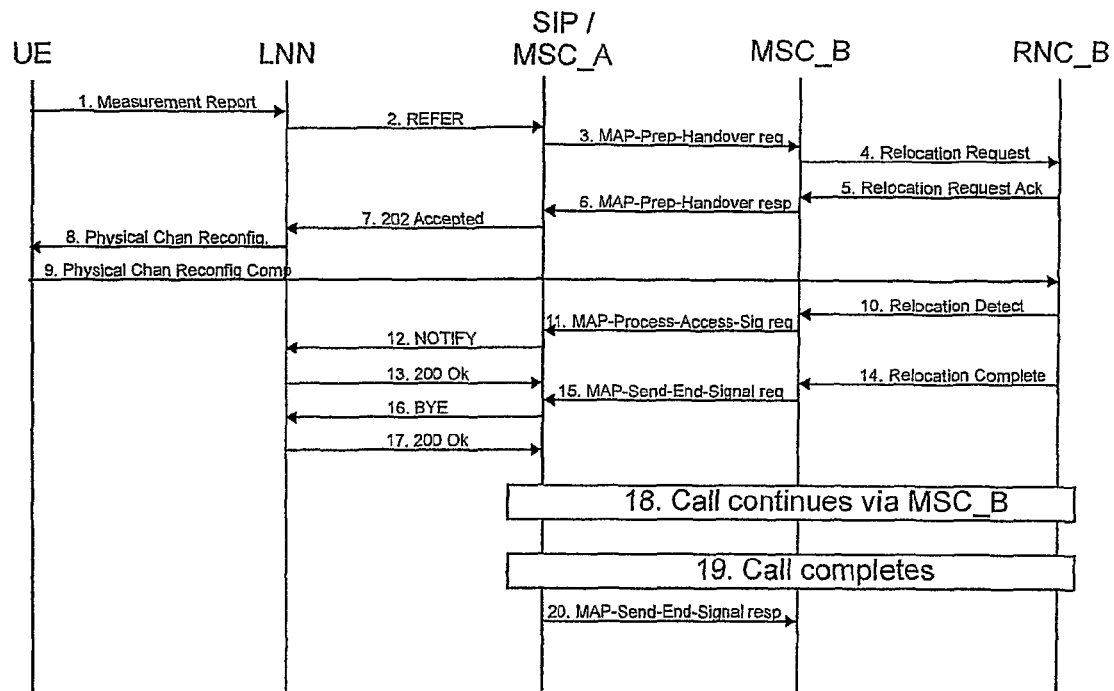 UE
LNN
SIP /
MSC_A
MSC_B
RNC_B
1. Measurement Report
2. REFER
3. MAP-Prep-Handover req
4. Relocation Request
5. Relocation Request Ack
6. MAP-Prep-Handover resp
7. 202 Accepted
8. Physical Chan Reconfig.
9. Physical Chan Reconfig Comp
10. Relocation Detect
11. MAP-Process-Access-Sig req
12. NOTIFY
13. 200 Ok
14. Relocation Complete
15. MAP-Send-End-Signal req
16. BYE
17. 200 Ok
18. Call continues via MSC_B
19. Call completes
20. MAP-Send-End-Signal resp